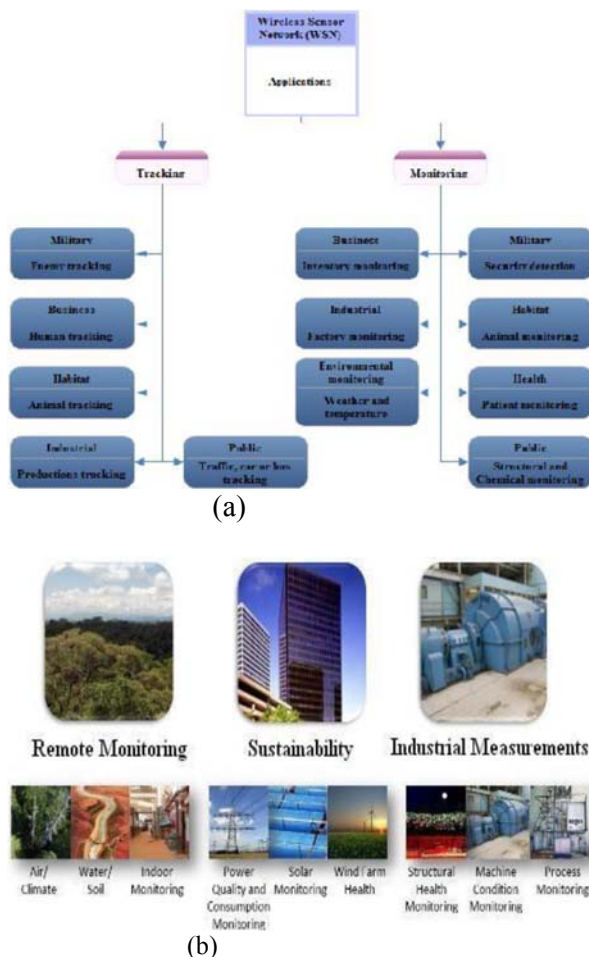 Wireless Sensor
Network (WSN)
Applications
Tracking
Monitoring
Military
Enemy tracking
Business
Human tracking
Habitat
Animal tracking
Industrial
Productions tracking
Public
Traffic, car or bus
tracking
Business
Inventory monitoring
Industrial
Factory monitoring
Environmental
monitoring
Weather and
temperature
Military
Security detection
Habitat
Animal monitoring
Health
Patient monitoring
Public
Structural and
Chemical monitoring
(a)
Remote Monitoring
Sustainability
Industrial Measurements
Air/
Climate
Water/
Soil
Indoor
Monitoring
Power
Quality and
Consumption
Monitoring
Solar
Monitoring
Wind Farm
Health
Structural
Health
Monitoring
Machine
Condition
Monitoring
Process
Monitoring
(b)